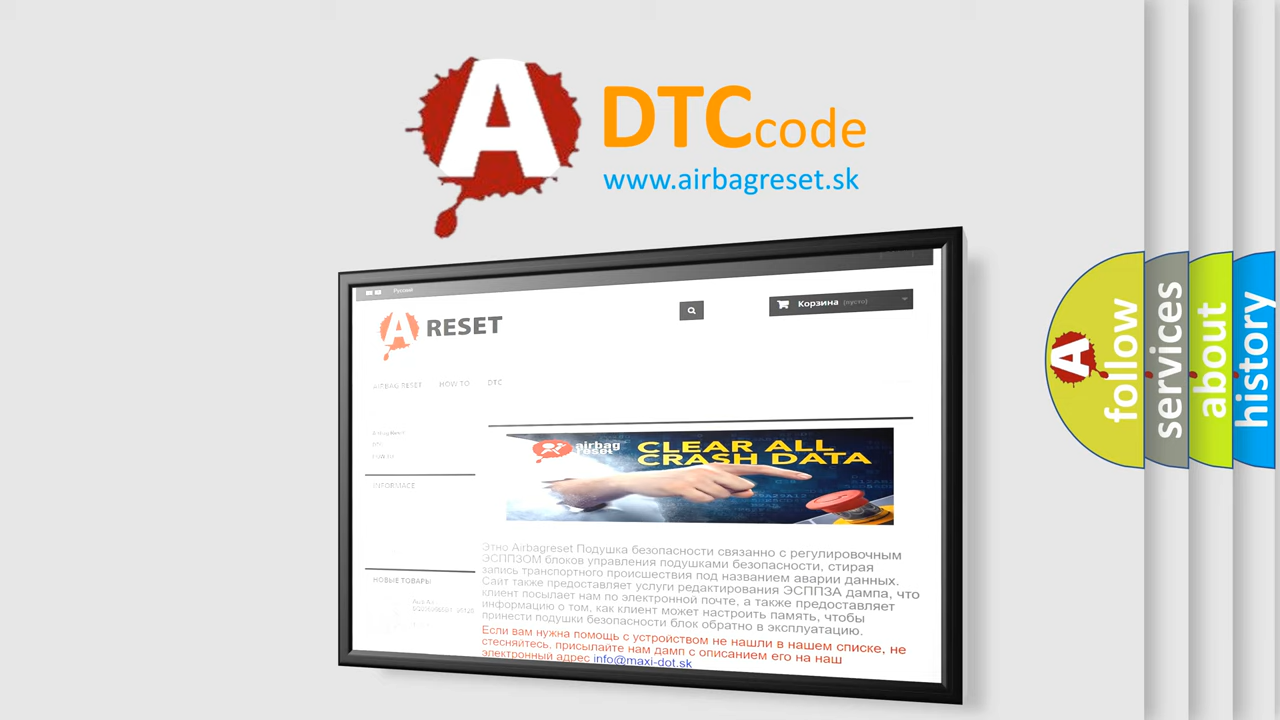 A
DTC code
www.airbagreset.sk
Русский
A RESET
Корзина (пусто)
AIRBAG RESET HOW TO DTC
DTC
INFORMACE
airbag
reset
CLEAR ALL
CRASH DATA
Этно Airbagreset Подушка безопасности связанно с регулировочным
ЭСППЗОМ блоков управления подушками безопасности, стирая
запись транспортного происшествия под названием аварии данных.
Сайт также предоставляет услуги редактирования ЭСППЗА дампа, что
клиент посылает нам по электронной почте, а также предоставляет
информацию о том, как клиент может настроить память, чтобы
принести подушки безопасности блок обратно в эксплуатацию.
Если вам нужна помощь с устройством не нашли в нашем списке, не
стесняйтесь, присылайте нам дамп с описанием его на наш
электронный адрес info@maxi-dot.sk
НОВЫЕ ТОВАРЫ
A
follow
services
about
history